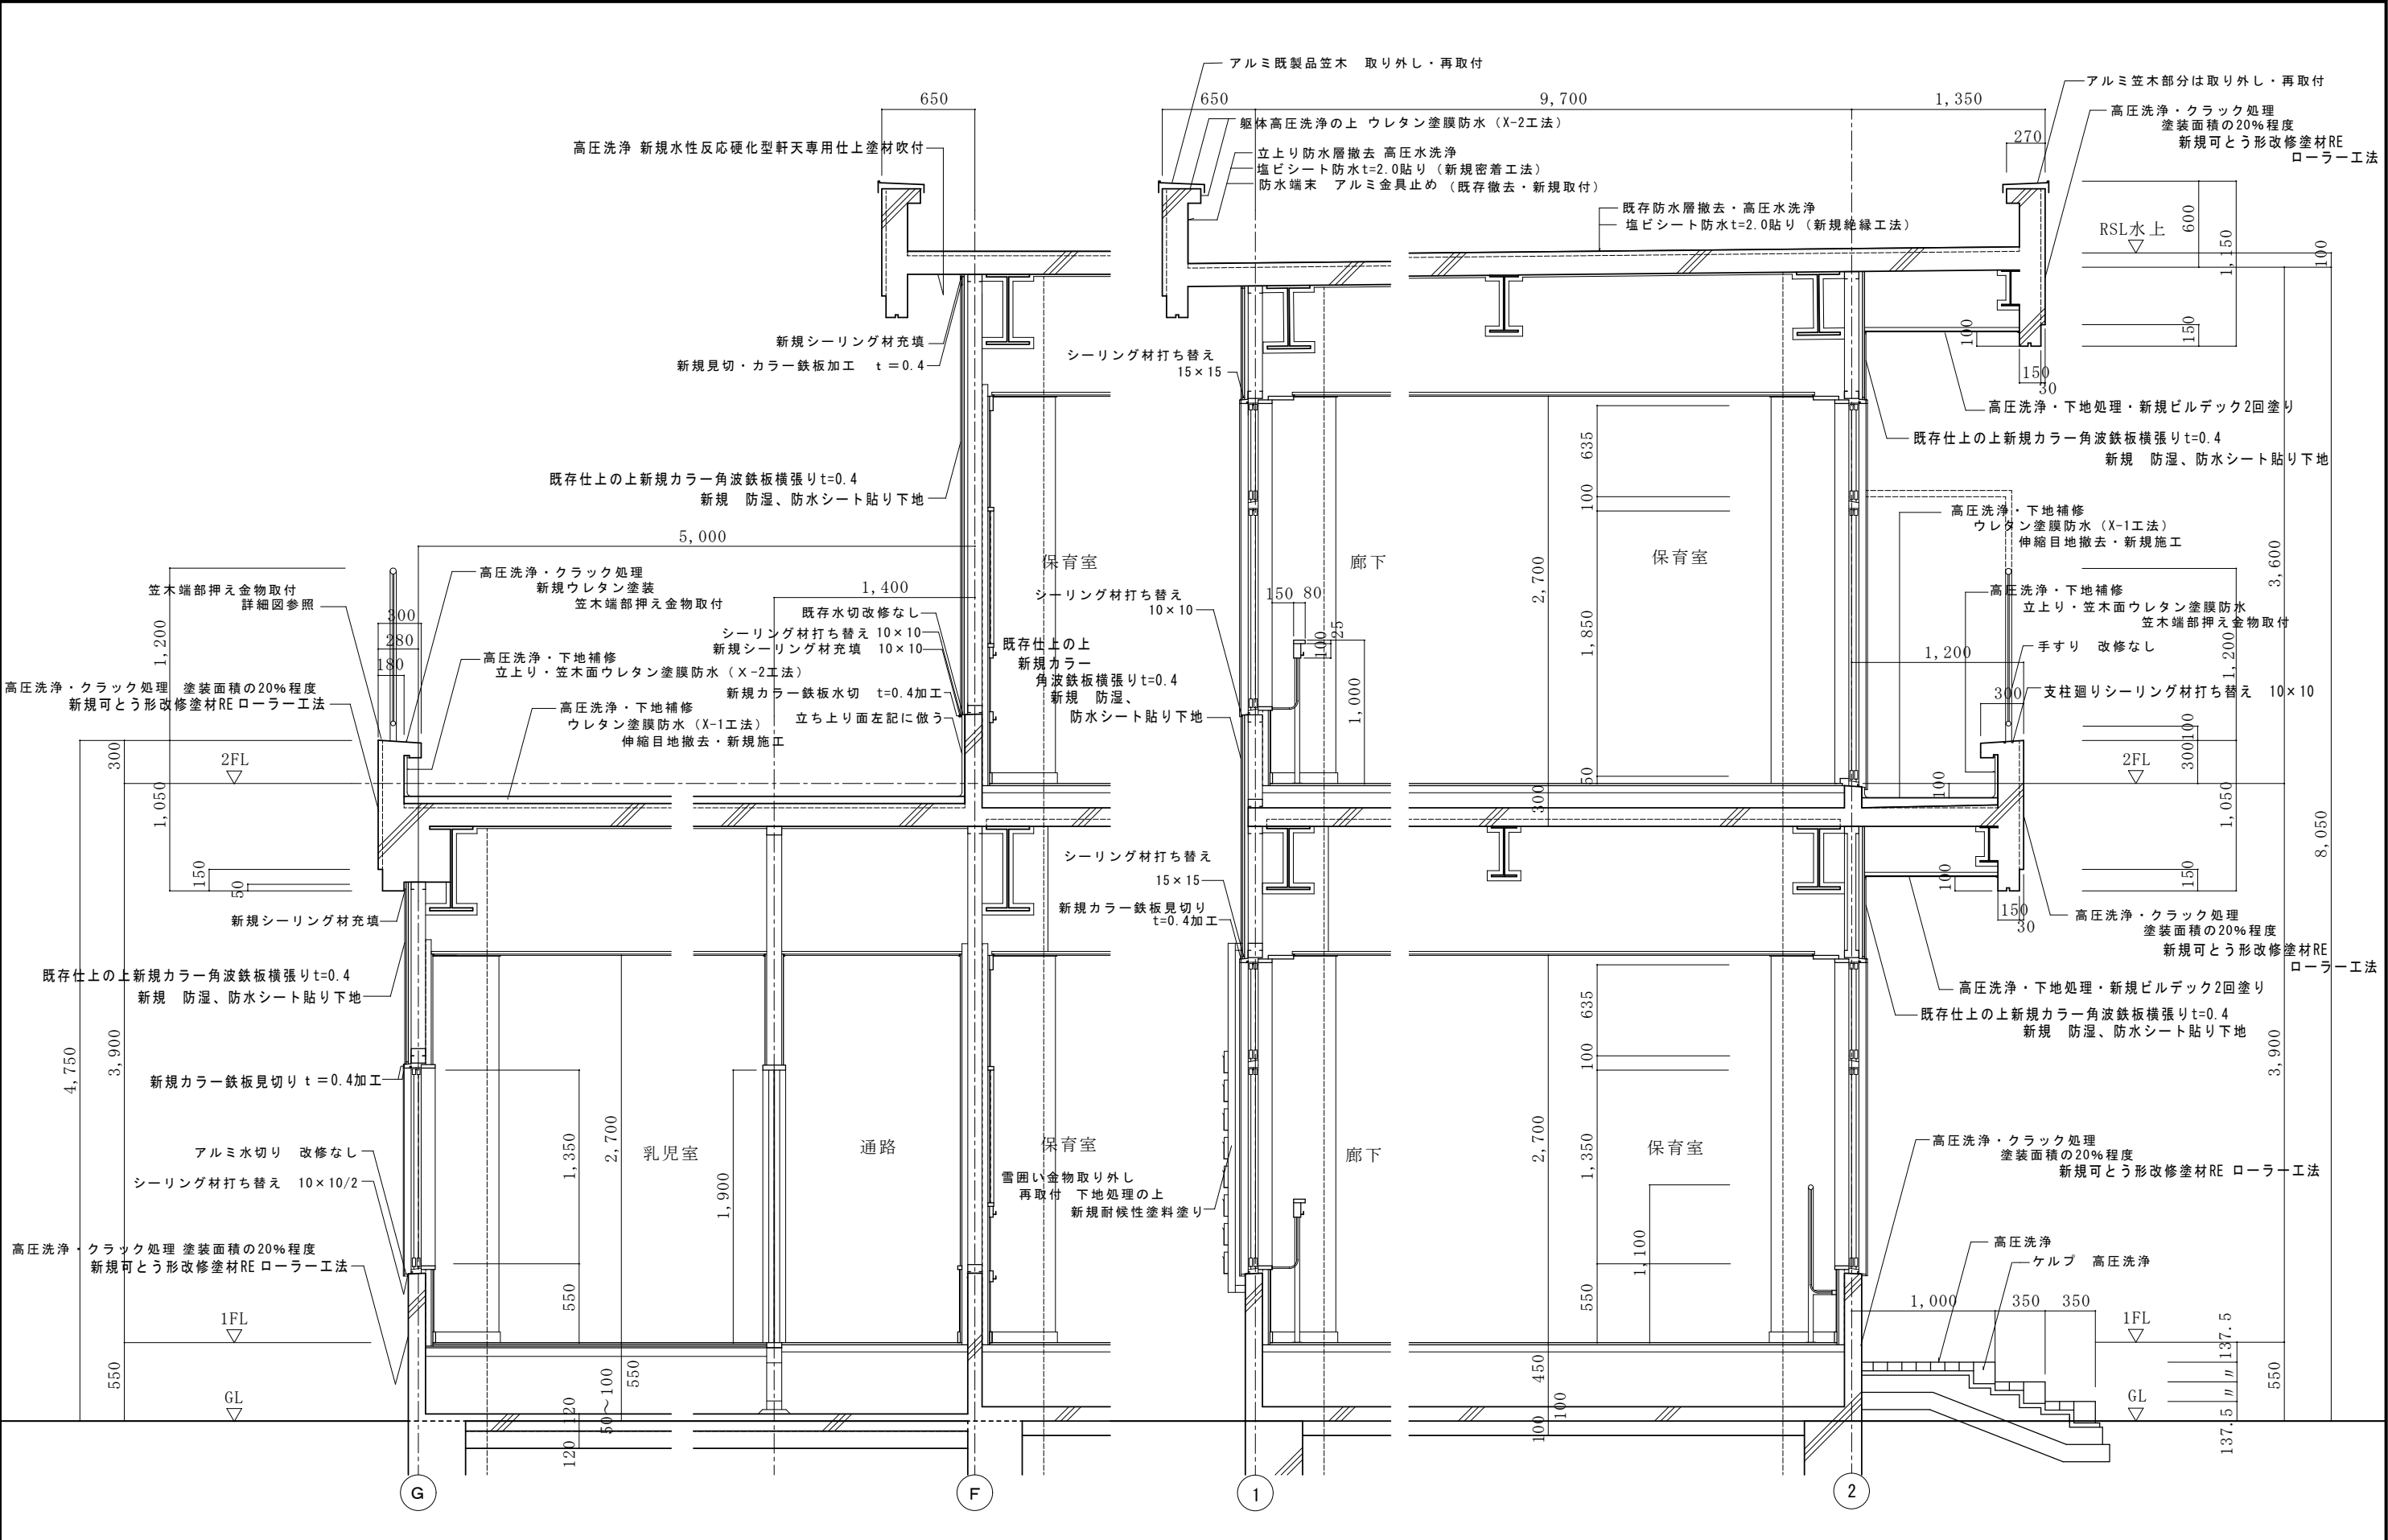 アルミ既製品笠木　取り外し・再取付
アルミ笠木部分は取り外し・再取付
650
650
9,700
1,350
高圧洗浄・クラック処理
塗装面積の20%程度
新規可とう形改修塗材RE
ローラー工法
270
躯体高圧洗浄の上 ウレタン塗膜防水（X-2工法）
高圧洗浄 新規水性反応硬化型軒天専用仕上塗材吹付
立上り防水層撤去 高圧水洗浄
塩ビシート防水t=2.0貼り（新規密着工法）
防水端末　アルミ金具止め（既存徹去・新規取付）
既存防水層撤去・高圧水洗浄
塩ビシート防水t=2.0貼り（新規絶縁工法）
RSL水上
600
1,150
100
150
新規シーリング材充填
新規見切・カラー鉄板加工　t＝0.4
シーリング材打ち替え
15×15
100
150
30
高圧洗浄・下地処理・新規ビルデック2回塗り
既存仕上の上新規カラー角波鉄板横張りt=0.4
新規　防湿、防水シート貼り下地
635
100
既存仕上の上新規カラー角波鉄板横張りt=0.4
新規　防湿、防水シート貼り下地
高圧洗浄・下地補修
ウレタン塗膜防水（X-1工法）
伸縮目地撤去・新規施工
5,000
保育室
廊下
保育室
2,700
3,600
笠木端部押え金物取付
詳細図参照
高圧洗浄・クラック処理
新規ウレタン塗装
笠木端部押え金物取付
1,400
既存水切改修なし
シーリング材打ち替え 10×10
新規シーリング材充填　10×10
シーリング材打ち替え
10×10
150
80
25
100
1,000
1,850
高圧洗浄・下地補修
立上り・笠木面ウレタン塗膜防水
笠木端部押え金物取付
1,200
手すり　改修なし
1,200
300
支柱廻りシーリング材打ち替え　10×10
300
280
180
1,200
高圧洗浄・下地補修
立上り・笠木面ウレタン塗膜防水（X-2工法）
新規カラー鉄板水切　t=0.4加工
立ち上り面左記に倣う
既存仕上の上
新規カラー
角波鉄板横張りt=0.4
新規　防湿、
防水シート貼り下地
高圧洗浄・クラック処理　塗装面積の20%程度
新規可とう形改修塗材RE ローラー工法
高圧洗浄・下地補修
ウレタン塗膜防水（X-1工法）
伸縮目地撤去・新規施工
300
2FL
1,050
50
300
100
2FL
100
300
1,050
8,050
150
50
新規シーリング材充填
シーリング材打ち替え
15×15
新規カラー鉄板見切り
t=0.4加工
100
150
30
150
高圧洗浄・クラック処理
塗装面積の20%程度
新規可とう形改修塗材RE
ローラー工法
既存仕上の上新規カラー角波鉄板横張りt=0.4
新規　防湿、防水シート貼り下地
高圧洗浄・下地処理・新規ビルデック2回塗り
既存仕上の上新規カラー角波鉄板横張りt=0.4
新規　防湿、防水シート貼り下地
4,750
3,900
635
100
3,900
新規カラー鉄板見切り t＝0.4加工
アルミ水切り　改修なし
シーリング材打ち替え　10×10/2
1,350
2,700
乳児室
1,900
通路
保育室
雪囲い金物取り外し
再取付　下地処理の上
新規耐候性塗料塗り
廊下
2,700
1,350
保育室
高圧洗浄・クラック処理
塗装面積の20%程度
新規可とう形改修塗材RE ローラー工法
高圧洗浄・クラック処理 塗装面積の20%程度
新規可とう形改修塗材RE ローラー工法
1,100
高圧洗浄
ケルプ　高圧洗浄
550
550
1,000
350
350
1FL
1FL
137.5
〃
〃
137.5
550
550
550
50～100
120
120
450
100
100
GL
GL
G
F
1
2